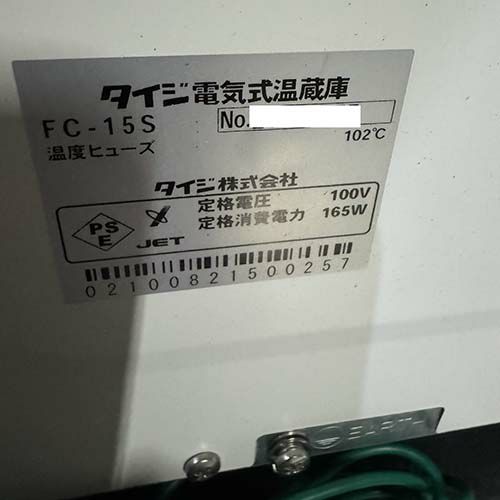 タイジ電気式温蔵庫
FC-15S No.
温度ヒューズ 102℃
タイジ株式会社
定格電圧 100V
定格消費電力 165W
PS
E
JET
02100821500257
EARTH